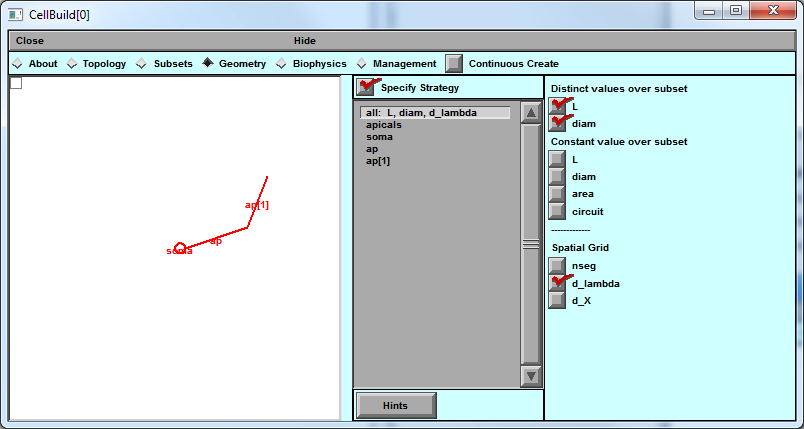 CellBuild[0]
Close Hide
About Topology Subsets Geometry Biophysics Management Continuous Create
Specify Strategy
all: L, diam, d_lambda
apicals
soma
ap
ap[1]
Hints
ap[1]
ap
soma
Distinct values over subset
L
diam
Constant value over subset
L
diam
area
circuit
-------------
Spatial Grid
nseg
d_lambda
d_X